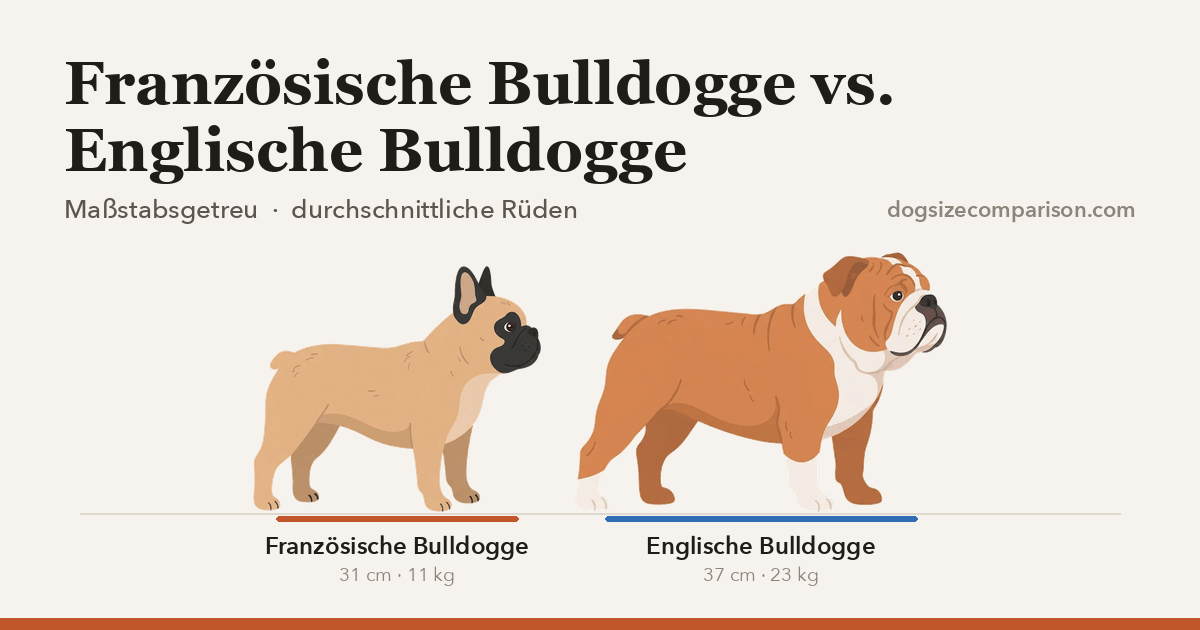 Französische Bulldogge vs.
Englische Bulldogge
Maßstabsgetreu · durchschnittliche Rüden
dogsizecomparison.com
Französische Bulldogge
31 cm · 11 kg
Englische Bulldogge
37 cm · 23 kg